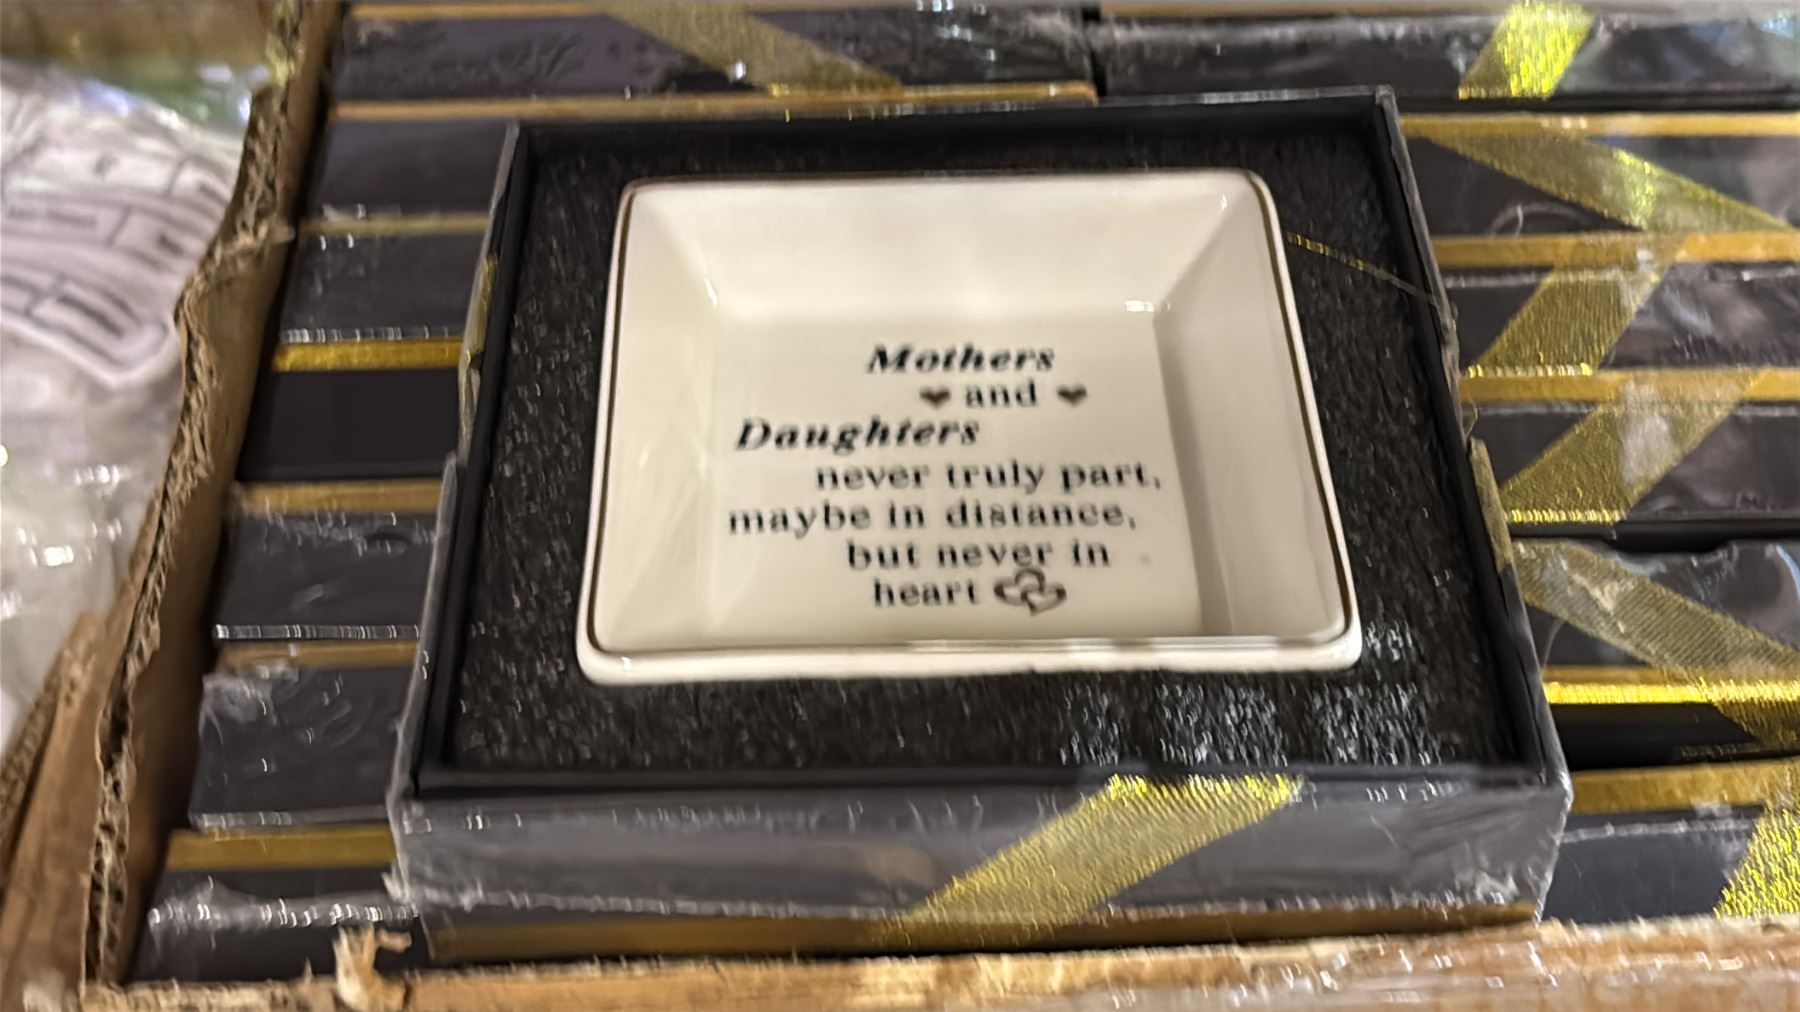 Mothers
and
Daughters
never truly part,
maybe in distance,
but never in
heart